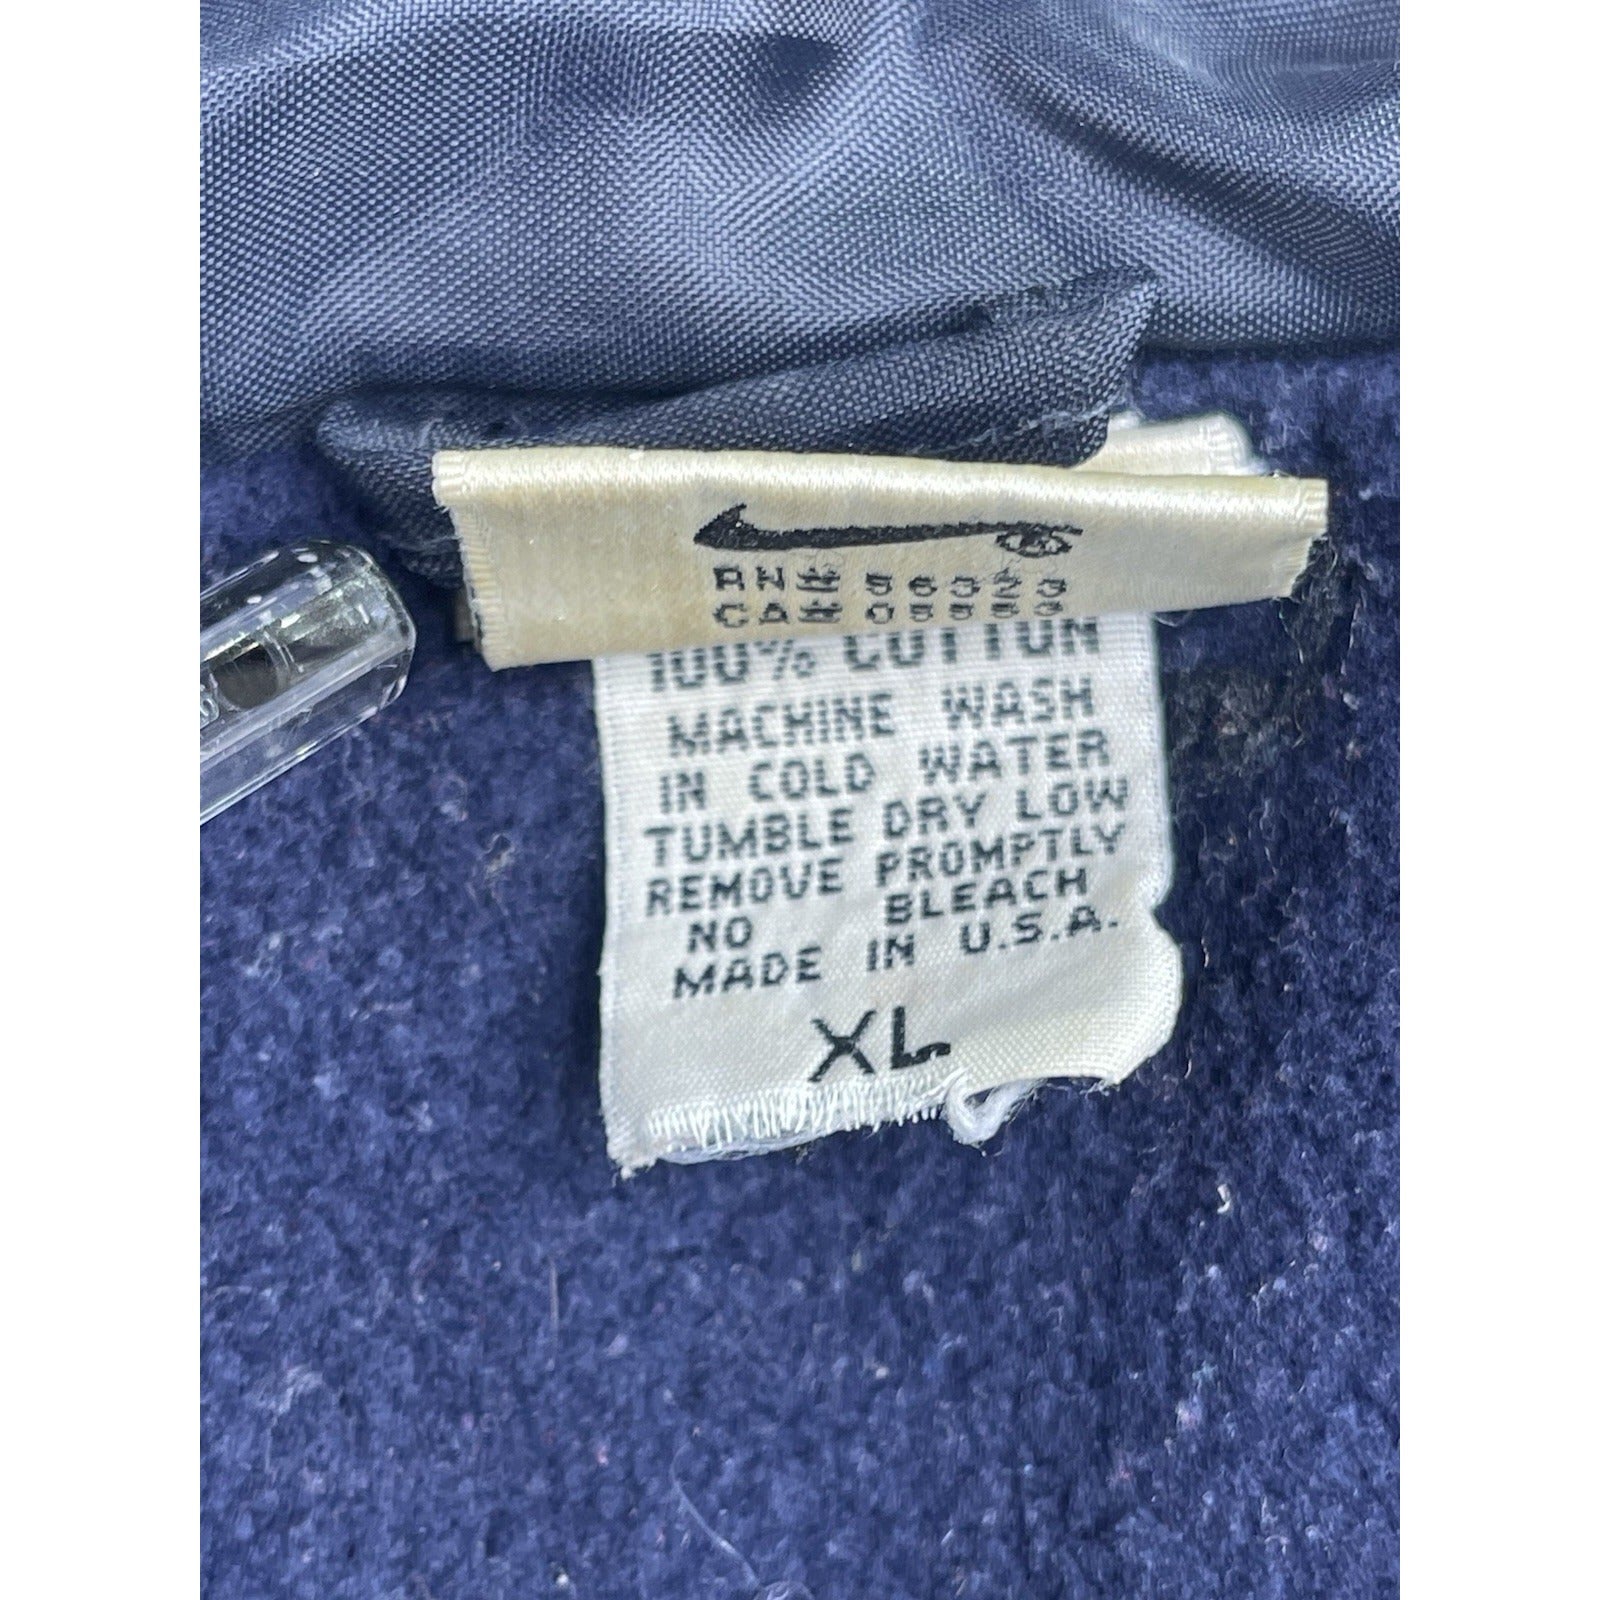 RN# 56323
CA# 05553
100% COTTON
MACHINE WASH
IN COLD WATER
TUMBLE DRY LOW
REMOVE PROMPTLY
NO BLEACH
MADE IN U.S.A.
XL